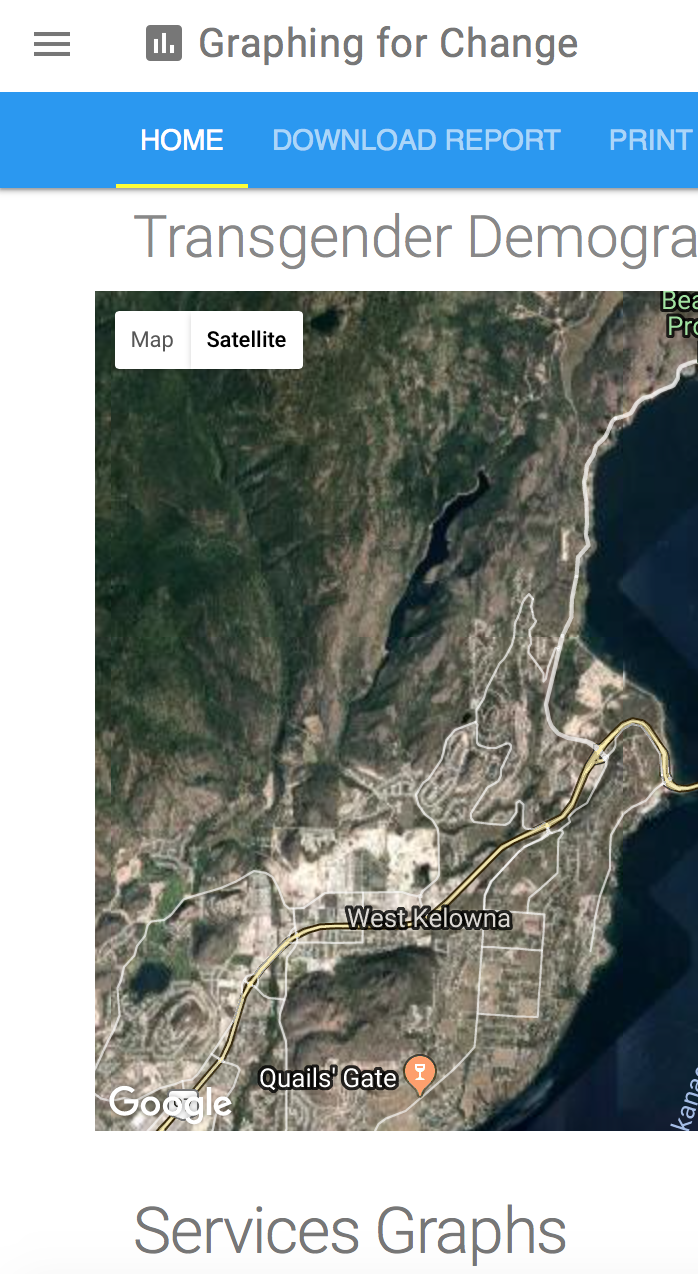 Graphing for Change
HOME DOWNLOAD REPORT PRINT
Transgender Demogra
Map Satellite
Bea
Pro
West Kelowna
Quails' Gate
Google
kanag
Services Graphs